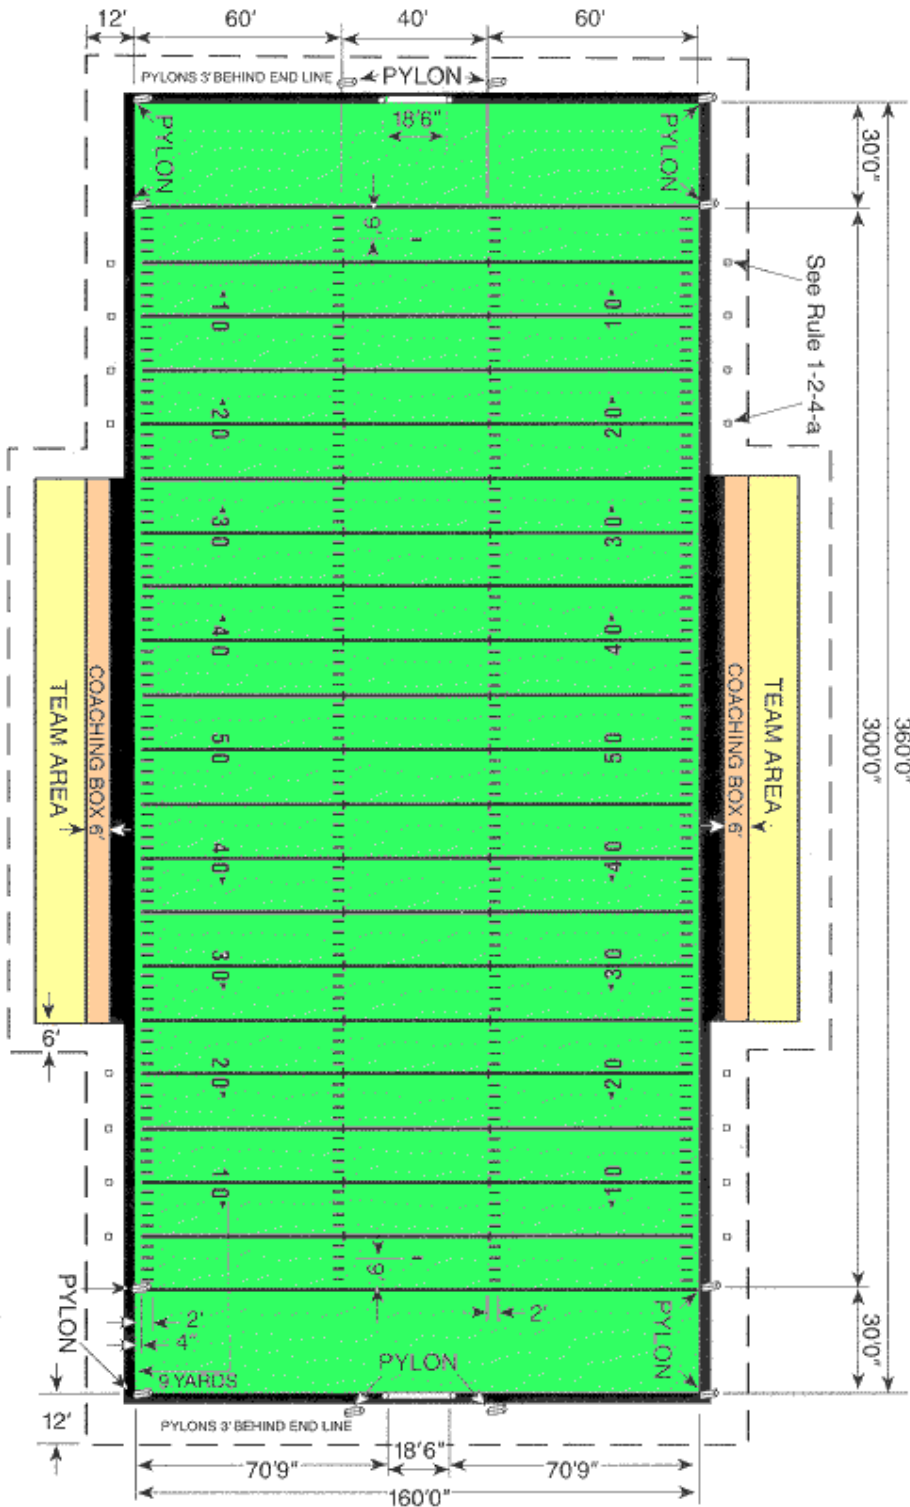 12' 60' 40' 60'
PYLONS 3' BEHIND END LINE PYLON
18'6"
PYLON PYLON
30'0"
9'
See Rule 1-2-4-a
10 10
20 20
30 30
40 40
50 50
40 40
30 30
20 20
10 10
TEAM AREA
COACHING BOX 6'
COACHING BOX 6'
TEAM AREA
300'0"
360'0"
6'
9'
PYLON
2'
4"
2'
9 YARDS
PYLON
PYLON
30'0"
12'
PYLONS 3' BEHIND END LINE
18'6"
70'9" 70'9"
160'0"